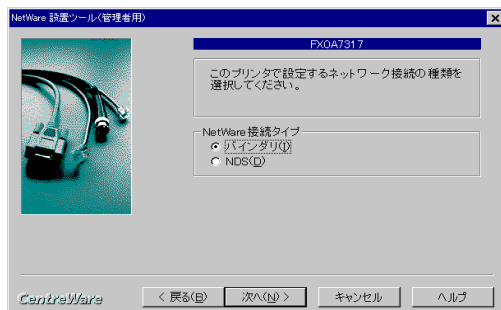 NetWare 設置ツール(管理者用)
FX0A7317
このプリンタで設定するネットワーク接続の種類を
選択してください。
NetWare接続タイプ
バインダリ(I)
NDS(D)
CentreWare
< 戻る(B)
次へ(N) >
キャンセル
ヘルプ